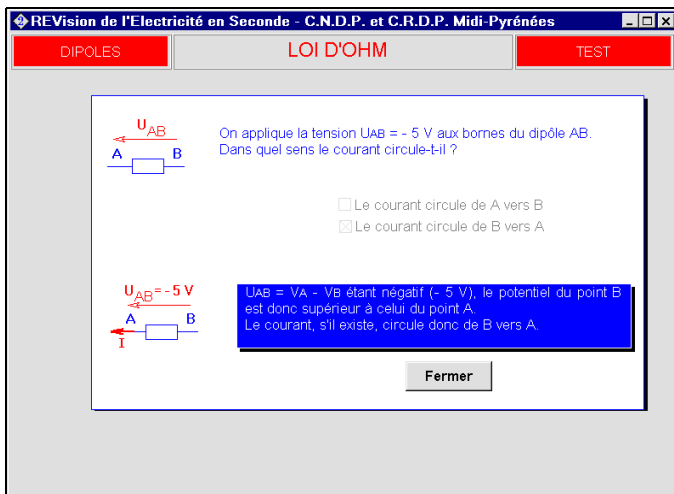 REVision de l'Electricité en Seconde - C.N.D.P. et C.R.D.P. Midi-Pyrénées
DIPOLES
LOI D'OHM
TEST
UAB
A B
On applique la tension UAB = - 5 V aux bornes du dipôle AB.
Dans quel sens le courant circule-t-il ?
Le courant circule de A vers B
Le courant circule de B vers A
UAB=-5 V
A B
I
UAB = VA - VB étant négatif (- 5 V), le potentiel du point B
est donc supérieur à celui du point A.
Le courant, s'il existe, circule donc de B vers A.
Fermer